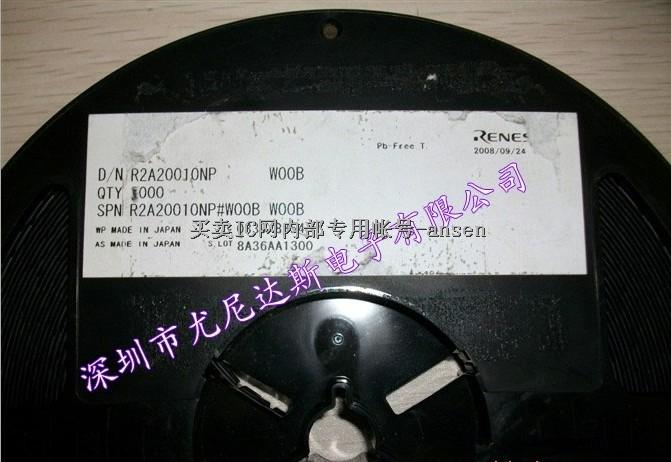 Pb-Free T.
RENES
2008/09/24
D/N R2A20010NP W00B
QTY 1000
SPN R2A20010NP#W00B W00B
WP MADE IN JAPAN
AS MADE IN JAPAN S.LOT 8A36AA1300
买卖IC网内部专用帐号-ansen
深圳市尤尼达斯电子有限公司